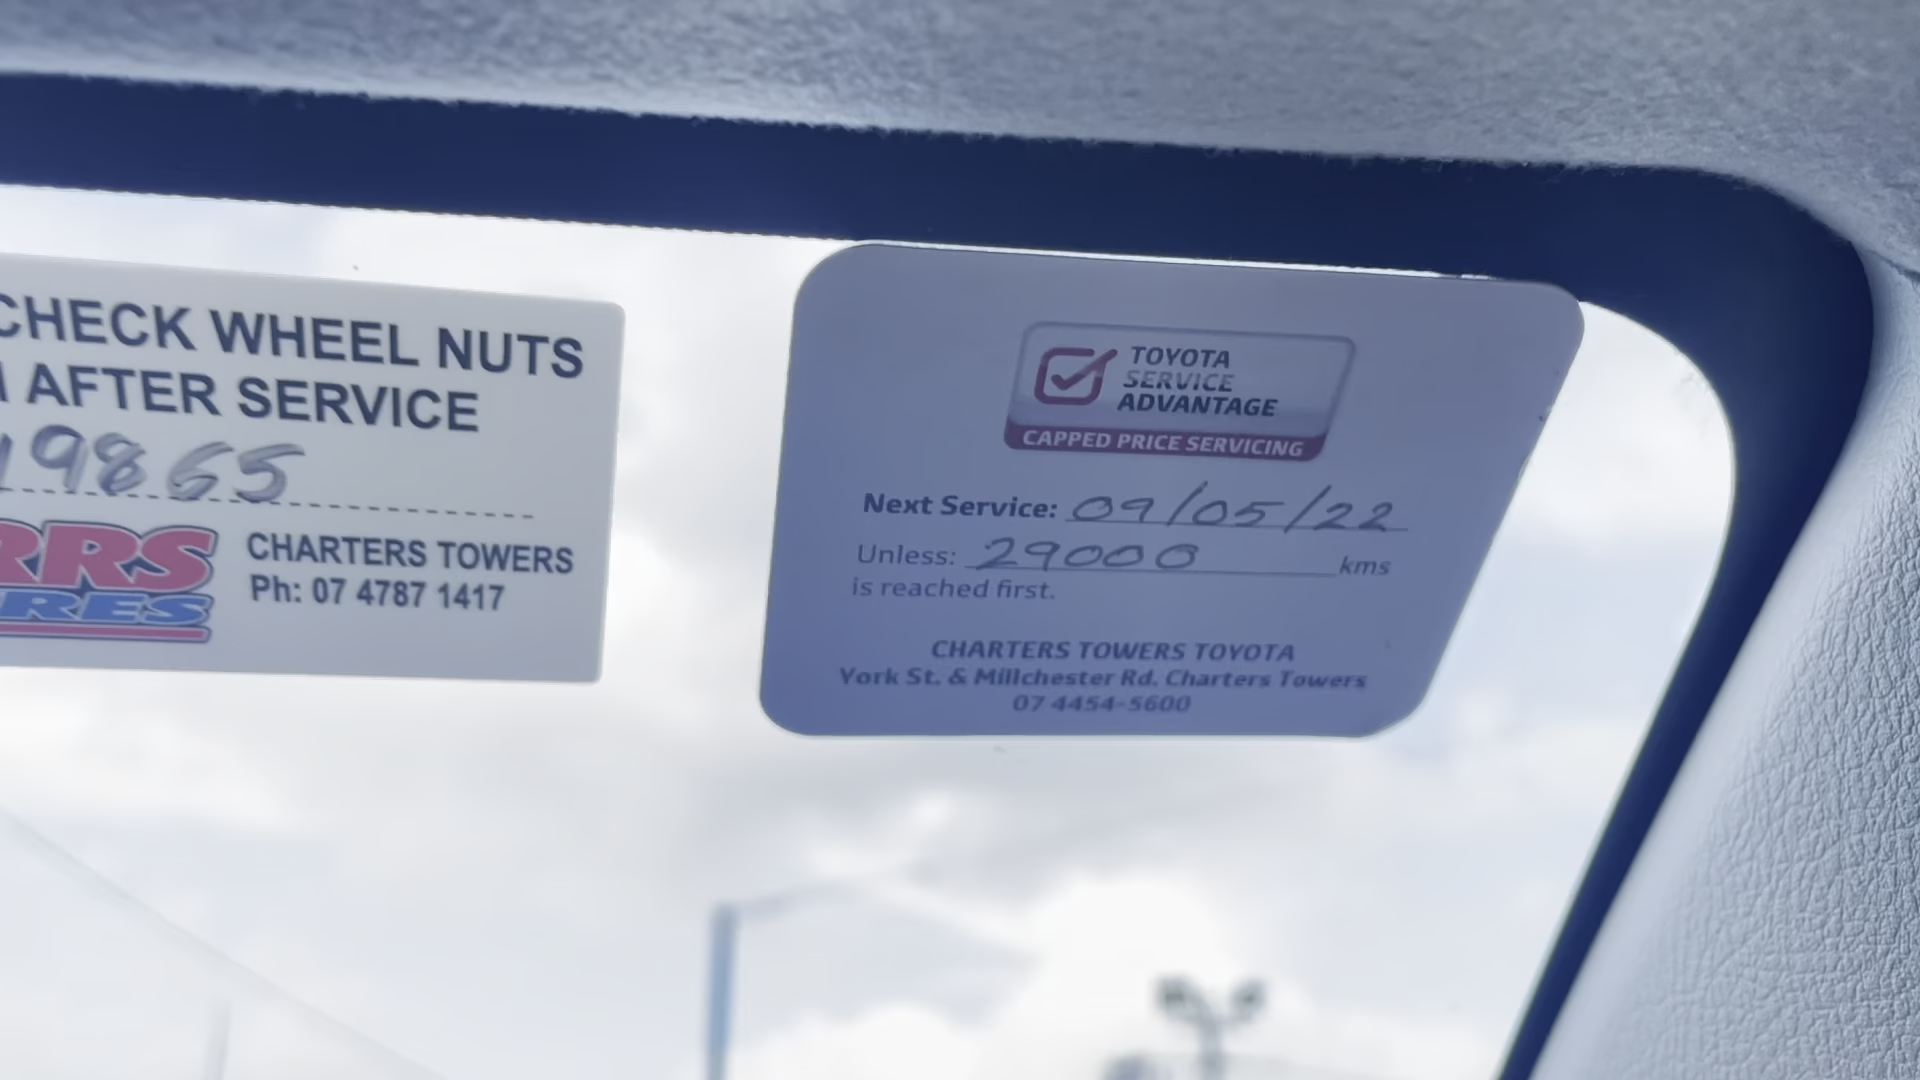 CHECK WHEEL NUTS
AFTER SERVICE
19865
CHARTERS TOWERS
Ph: 07 4787 1417
TOYOTA
SERVICE
ADVANTAGE
CAPPED PRICE SERVICING
Next Service: 09/05/22
Unless: 29000 kms
is reached first.
CHARTERS TOWERS TOYOTA
York St. & Millchester Rd. Charters Towers
07 4454-5600